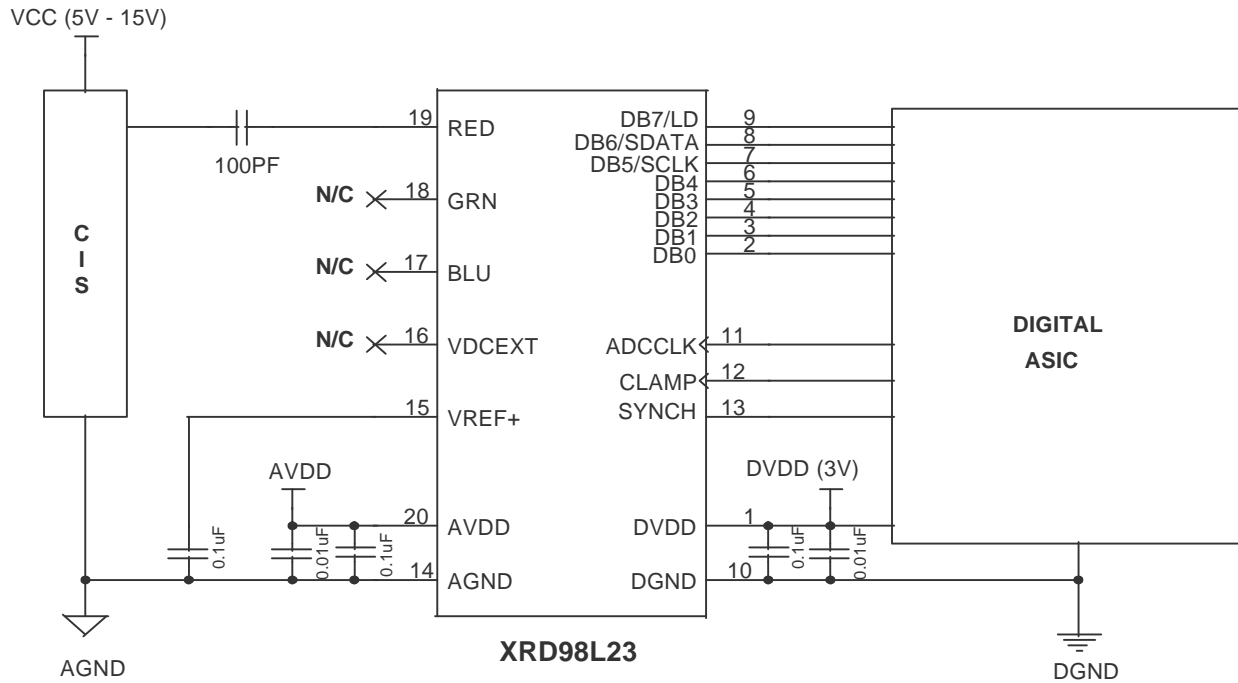 VCC (5V - 15V)
C
I
S
100PF
19 RED
N/C 18 GRN
N/C 17 BLU
N/C 16 VDCEXT
15 VREF+
AVDD
20 AVDD
14 AGND
0.1uF
0.01uF
0.1uF
DB7/LD 9
DB6/SDATA 8
DB5/SCLK 7
DB4 6
DB3 5
DB2 4
DB1 3
DB0 2
ADCCLK 11
CLAMP 12
SYNCH 13
DVDD (3V)
DVDD 1
DGND 10
0.1uF
0.01uF
DIGITAL
ASIC
XRD98L23
AGND
DGND